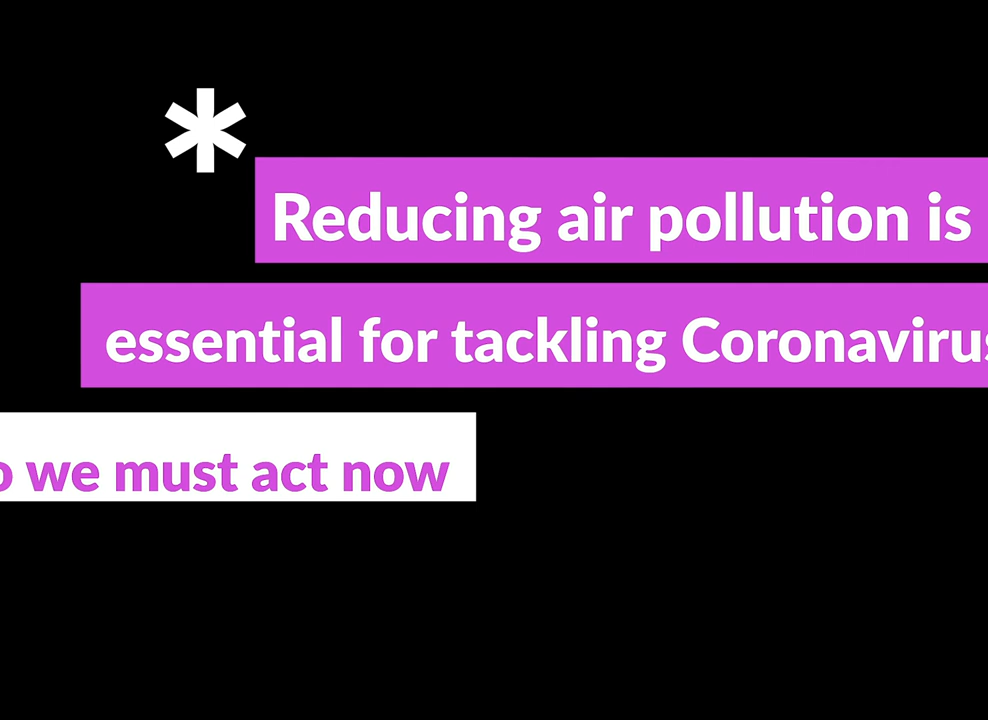 *
Reducing air pollution is
essential for tackling Coronavirus
o we must act now